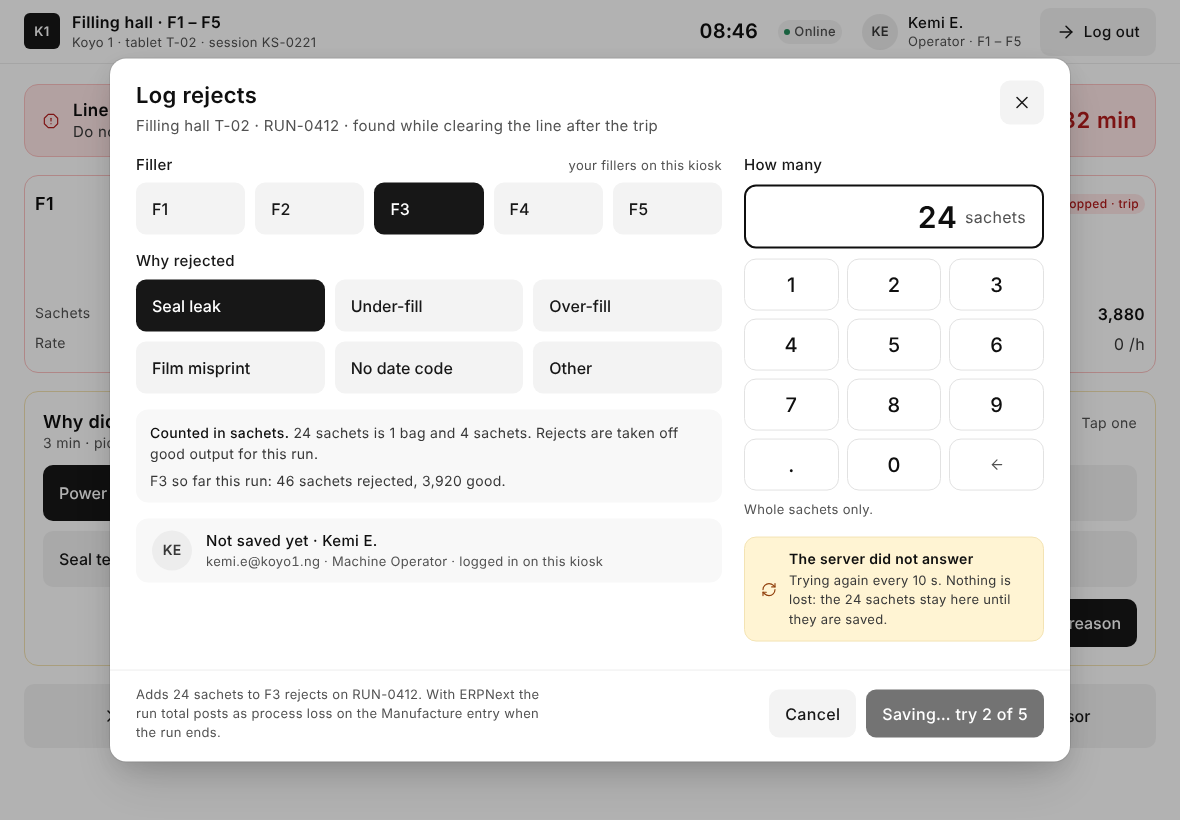 K1
Filling hall · F1 – F5
Koyo 1 · tablet T-02 · session KS-0221
08:46
Online
KE
Kemi E.
Operator · F1 – F5
Log out
Line
Do no
32 min
F1
opped · trip
Sachets
3,880
Rate
0 /h
Why did
3 min · pic
Tap one
Power
Seal te
reason
sor
Log rejects
Filling hall T-02 · RUN-0412 · found while clearing the line after the trip
Filler
your fillers on this kiosk
F1
F2
F3
F4
F5
Why rejected
Seal leak
Under-fill
Over-fill
Film misprint
No date code
Other
Counted in sachets. 24 sachets is 1 bag and 4 sachets. Rejects are taken off
good output for this run.
F3 so far this run: 46 sachets rejected, 3,920 good.
KE
Not saved yet · Kemi E.
kemi.e@koyo1.ng · Machine Operator · logged in on this kiosk
How many
24 sachets
1
2
3
4
5
6
7
8
9
.
0
←
Whole sachets only.
The server did not answer
Trying again every 10 s. Nothing is
lost: the 24 sachets stay here until
they are saved.
Adds 24 sachets to F3 rejects on RUN-0412. With ERPNext the
run total posts as process loss on the Manufacture entry when
the run ends.
Cancel
Saving… try 2 of 5